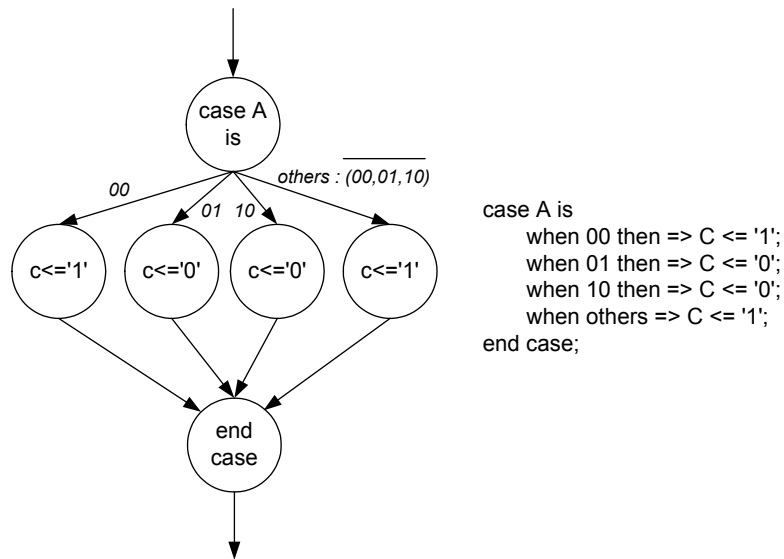 case A
is
00
01
10
others : (00,01,10)
c<='1'
c<='0'
c<='0'
c<='1'
end
case
case A is
when 00 then => C <= '1';
when 01 then => C <= '0';
when 10 then => C <= '0';
when others => C <= '1';
end case;